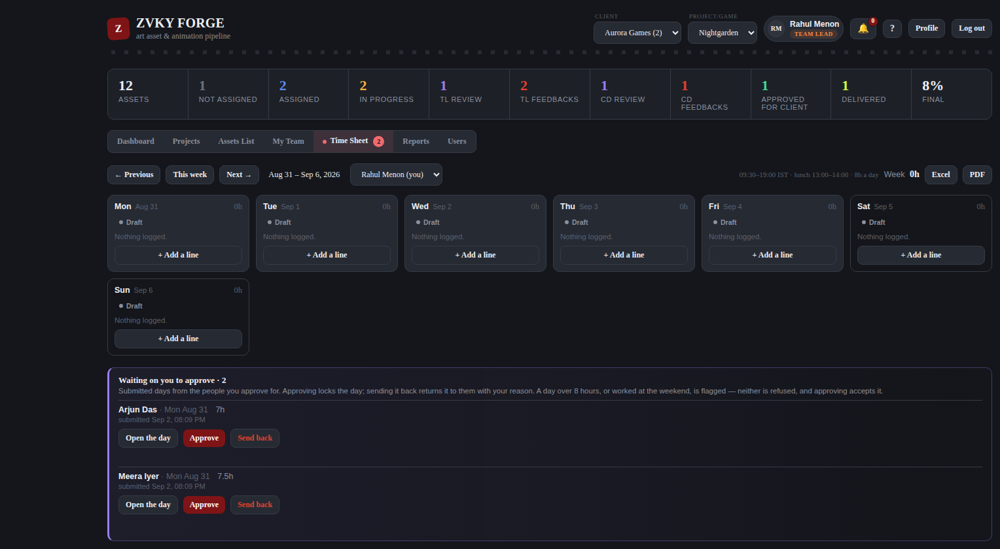 Z
ZVKY FORGE
art asset & animation pipeline
CLIENT
Aurora Games (2)
PROJECT/GAME
Nightgarden
RM
Rahul Menon
TEAM LEAD
0
?
Profile
Log out
12
ASSETS
1
NOT ASSIGNED
2
ASSIGNED
2
IN PROGRESS
1
TL REVIEW
2
TL FEEDBACKS
1
CD REVIEW
1
CD
FEEDBACKS
1
APPROVED
FOR CLIENT
1
DELIVERED
8%
FINAL
Dashboard
Projects
Assets List
My Team
Time Sheet 2
Reports
Users
← Previous
This week
Next →
Aug 31 – Sep 6, 2026
Rahul Menon (you)
09:30–19:00 IST · lunch 13:00–14:00 · 8h a day
Week 0h
Excel
PDF
Mon Aug 31 0h
Draft
Nothing logged.
+ Add a line
Tue Sep 1 0h
Draft
Nothing logged.
+ Add a line
Wed Sep 2 0h
Draft
Nothing logged.
+ Add a line
Thu Sep 3 0h
Draft
Nothing logged.
+ Add a line
Fri Sep 4 0h
Draft
Nothing logged.
+ Add a line
Sat Sep 5 0h
Draft
Nothing logged.
+ Add a line
Sun Sep 6 0h
Draft
Nothing logged.
+ Add a line
Waiting on you to approve · 2
Submitted days from the people you approve for. Approving locks the day; sending it back returns it to them with your reason. A day over 8 hours, or worked at the weekend, is flagged — neither is refused, and approving accepts it.
Arjun Das · Mon Aug 31 7h
submitted Sep 2, 08:09 PM
Open the day
Approve
Send back
Meera Iyer · Mon Aug 31 7.5h
submitted Sep 2, 08:09 PM
Open the day
Approve
Send back